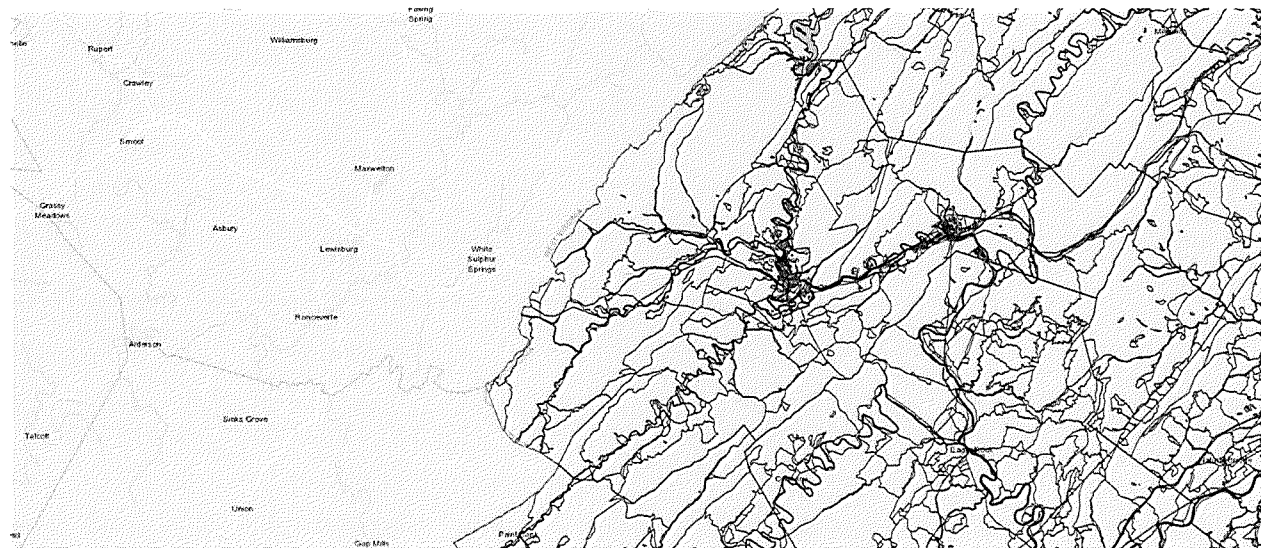 Spring
Williamsburg
Rupert
Crawley
Smoot
Maxwelton
Grassy
Meadows
Asbury
Lewisburg
White
Sulphur
Springs
Ronceverte
Alderson
Sinks Grove
Talcott
Union
Gap Mills